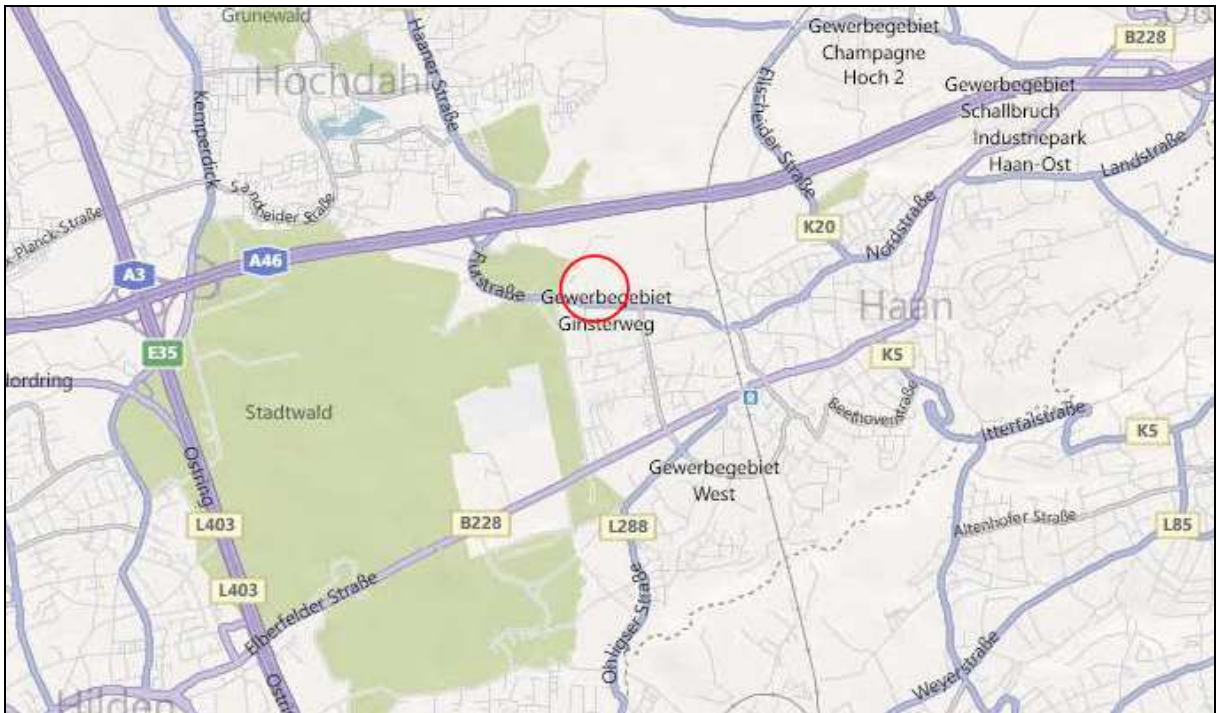 Grunewald
Hochdahl
Haaner Straße
Kemperdick
Sandheider Straße
k-Planck-Straße
A3
A46
E35
Nordring
Stadtwald
Flurstraße
Gewerbegebiet
Ginsterweg
Elscheider Straße
Gewerbegebiet
Champagne
Hoch 2
B228
Gewerbegebiet
Schallbruch
Industriepark
Haan-Ost
Landstraße
K20
Nordstraße
Haan
K5
Beethovenstraße
Ittertalstraße
K5
Gewerbegebiet
West
Ostring
L403
B228
L288
Altenhofer Straße
L85
L403
Elberfelder Straße
Ohligser Straße
Weyerstraße
Hilden